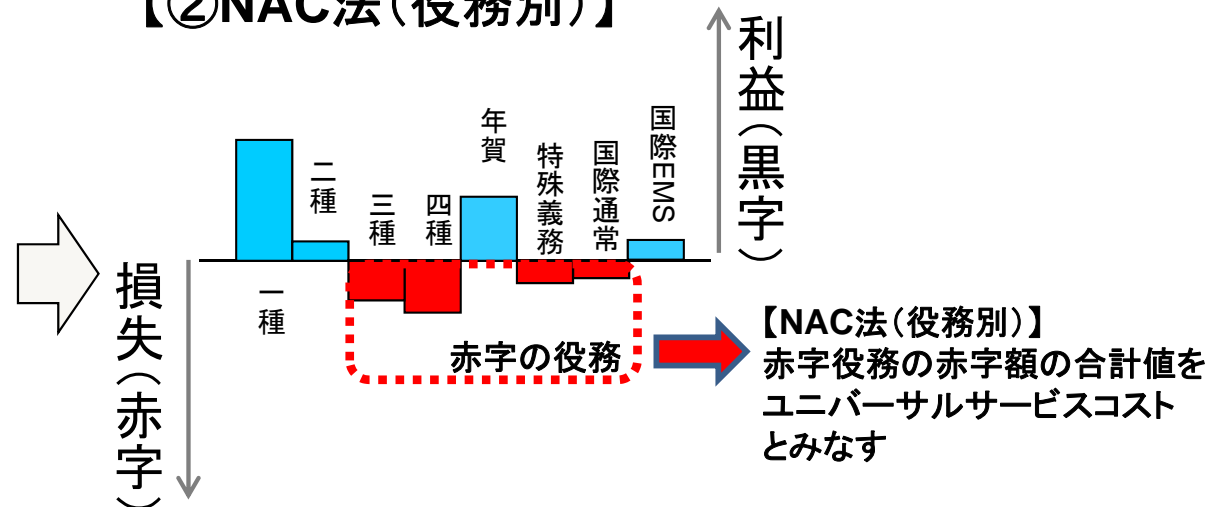 【②NAC法（役務別）】
利益（黒字）
年賀
国際EMS
特殊義務
国際通常
二種
三種
四種
一種
損失（赤字）
赤字の役務
【NAC法（役務別）】
赤字役務の赤字額の合計値を
ユニバーサルサービスコスト
とみなす